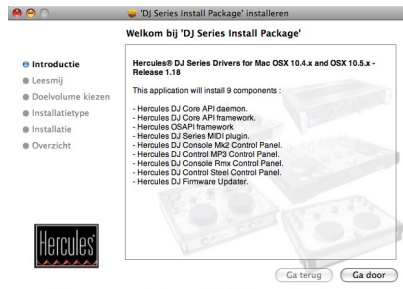 'DJ Series Install Package' installeren
Welkom bij 'DJ Series Install Package'
Introductie
Leesmij
Doelvolume kiezen
Installatietype
Installatie
Overzicht
Hercules® DJ Series Drivers for Mac OSX 10.4.x and OSX 10.5.x -
Release 1.18
This application will install 9 components :
- Hercules DJ Core API daemon.
- Hercules DJ Core API framework.
- Hercules OSAPI framework
- Hercules DJ Series MIDI plugin.
- Hercules DJ Console Mk2 Control Panel.
- Hercules DJ Control MP3 Control Panel.
- Hercules DJ Console Rmx Control Panel.
- Hercules DJ Control Steel Control Panel.
- Hercules DJ Firmware Updater.
Hercules
Ga terug
Ga door